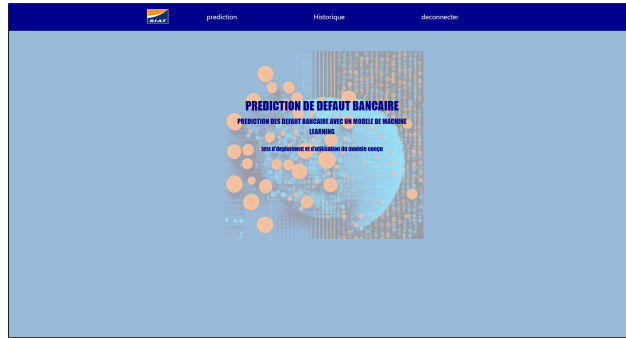 BIAT
prediction
Historique
deconnecter
PREDICTION DE DEFAUT BANCAIRE
PREDICTION DES DEFAUT BANCAIRE AVEC UN MODELE DE MACHINE
LEARNING
test d'deploiment et d'utilisation du modele conçu